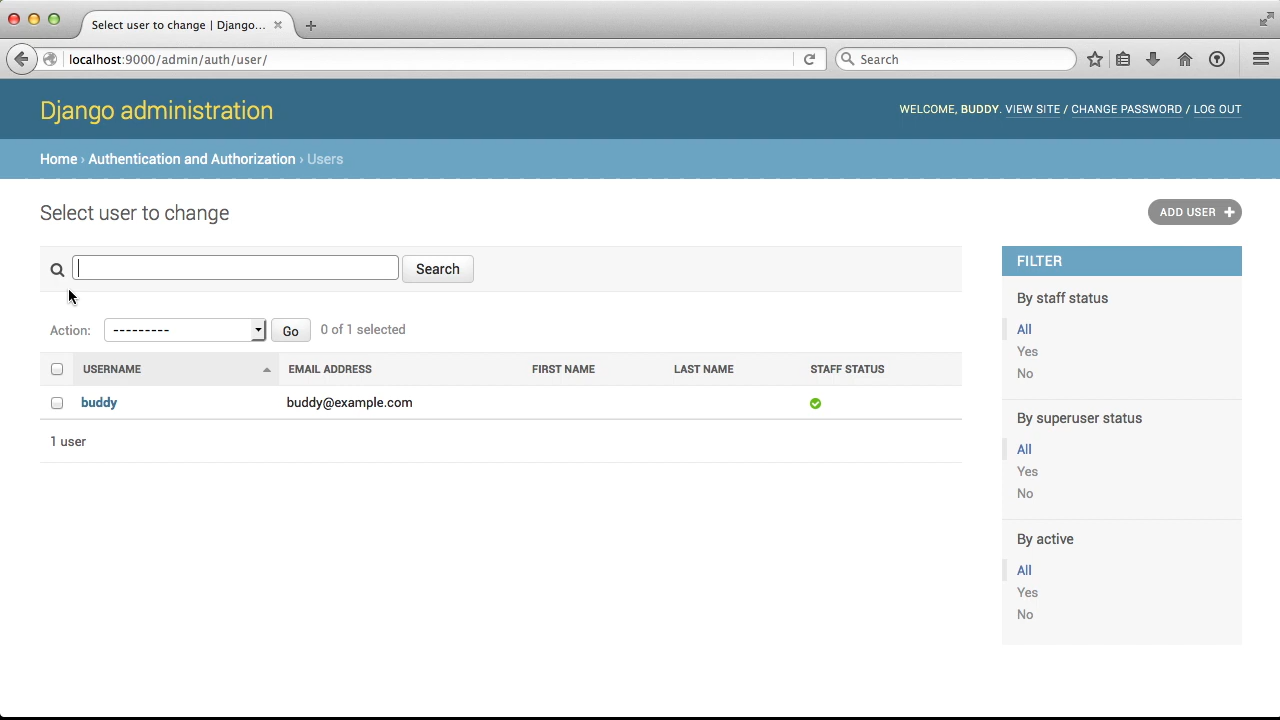 Select user to change | Django...
localhost:9000/admin/auth/user/
Search
Django administration
WELCOME, BUDDY. VIEW SITE / CHANGE PASSWORD / LOG OUT
Home › Authentication and Authorization › Users
Select user to change
ADD USER +
Search
Action: --------- Go 0 of 1 selected
USERNAME EMAIL ADDRESS FIRST NAME LAST NAME STAFF STATUS
buddy buddy@example.com
1 user
FILTER
By staff status
All
Yes
No
By superuser status
All
Yes
No
By active
All
Yes
No